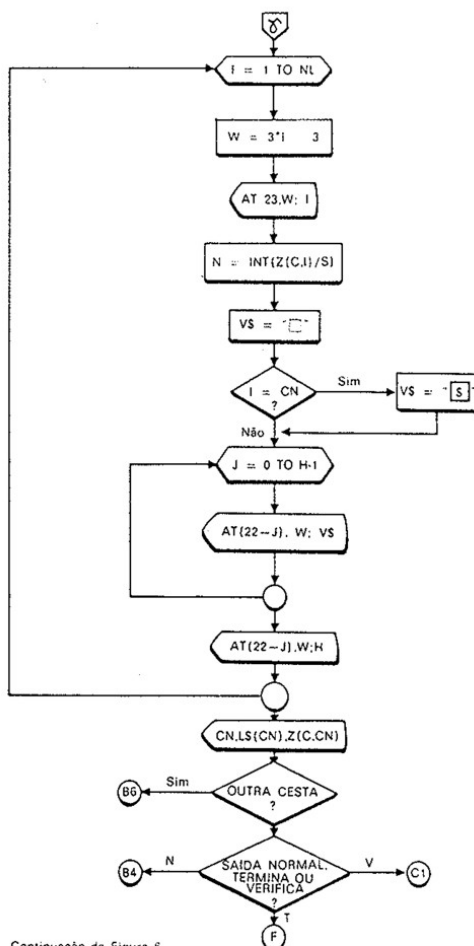 γ
I = 1 TO NL
W = 3*I 3
AT 23,W; I
N = INT(Z(C,I)/S)
V$ = "□"
I = CN
?
Sim
V$ = "S"
Não
J = 0 TO H-1
AT(22-J), W; V$
AT(22-J),W;H
CN,L$(CN),Z(C,CN)
OUTRA CESTA
?
Sim
B6
SAÍDA NORMAL,
TERMINA OU
VERIFICA
?
N
B4
V
C1
T
F
Continuação da Figura 6